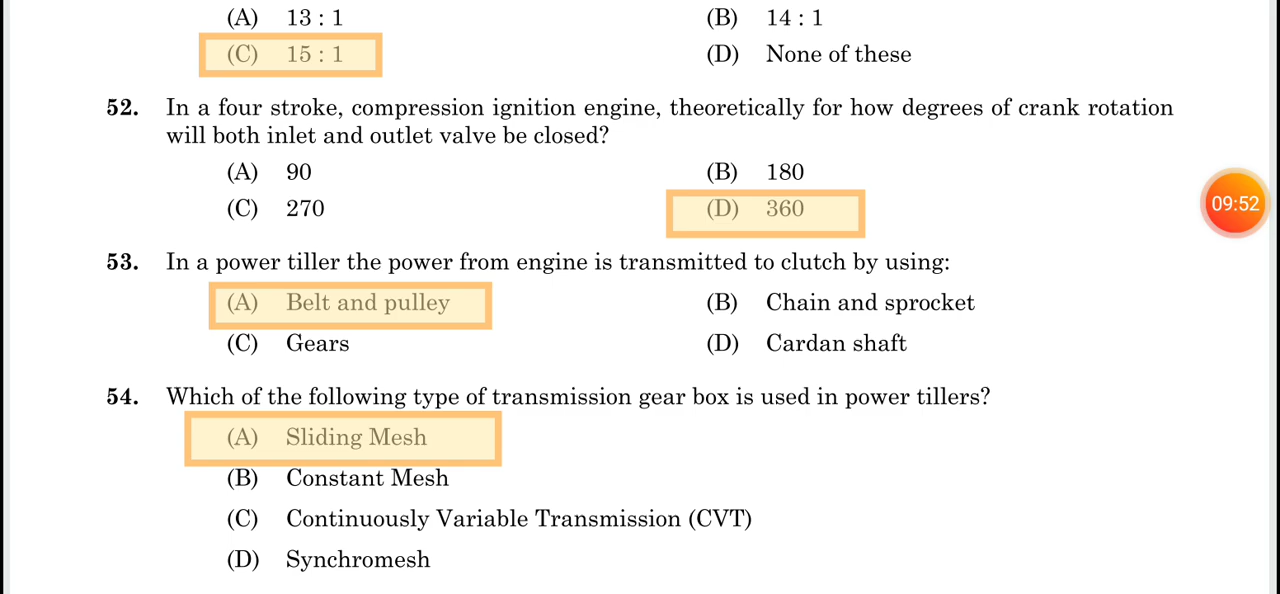 (A) 13 : 1 (B) 14 : 1
(C) 15 : 1 (D) None of these
52. In a four stroke, compression ignition engine, theoretically for how degrees of crank rotation
will both inlet and outlet valve be closed?
(A) 90 (B) 180
(C) 270 (D) 360
09:52
53. In a power tiller the power from engine is transmitted to clutch by using:
(A) Belt and pulley (B) Chain and sprocket
(C) Gears (D) Cardan shaft
54. Which of the following type of transmission gear box is used in power tillers?
(A) Sliding Mesh
(B) Constant Mesh
(C) Continuously Variable Transmission (CVT)
(D) Synchromesh